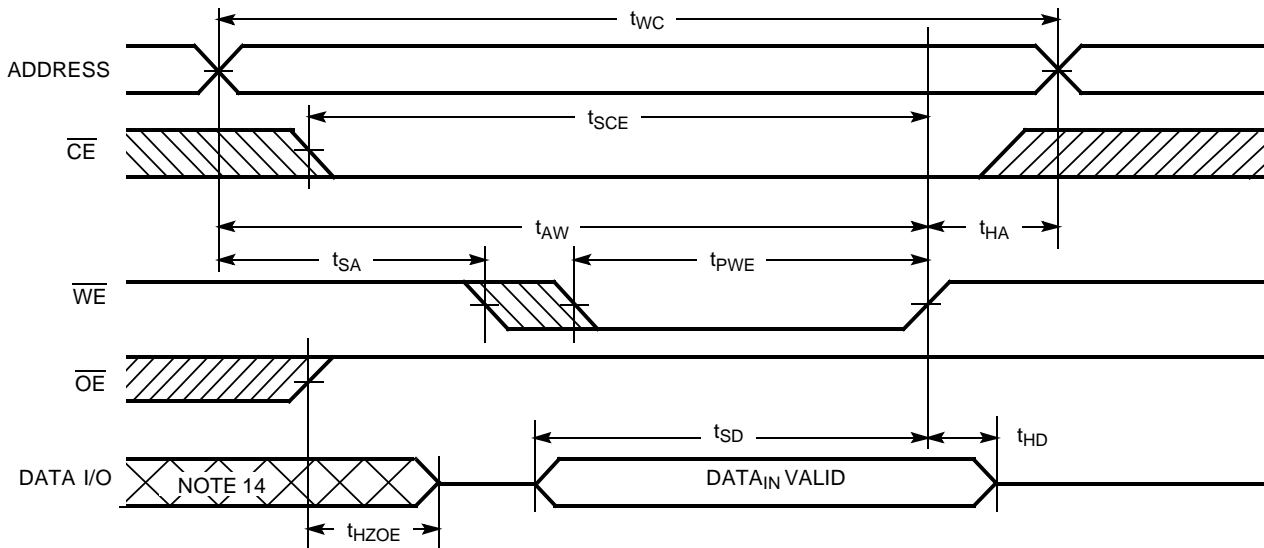 tWC
ADDRESS
tSCE
CE
tAW
tHA
tSA
tPWE
WE
OE
tSD
tHD
DATA I/O
NOTE 14
DATAIN VALID
tHZOE